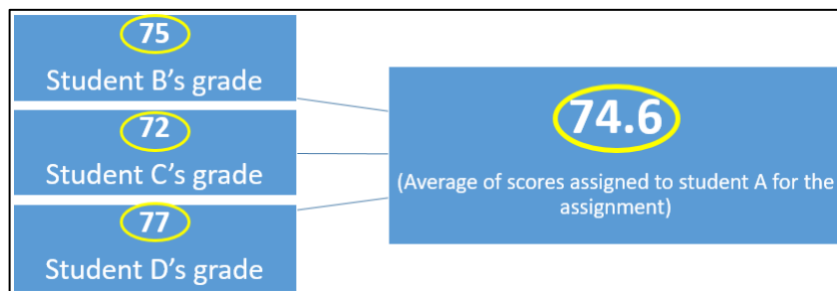 75
Student B’s grade
72
Student C’s grade
77
Student D’s grade
74.6
(Average of scores assigned to student A for the
assignment)